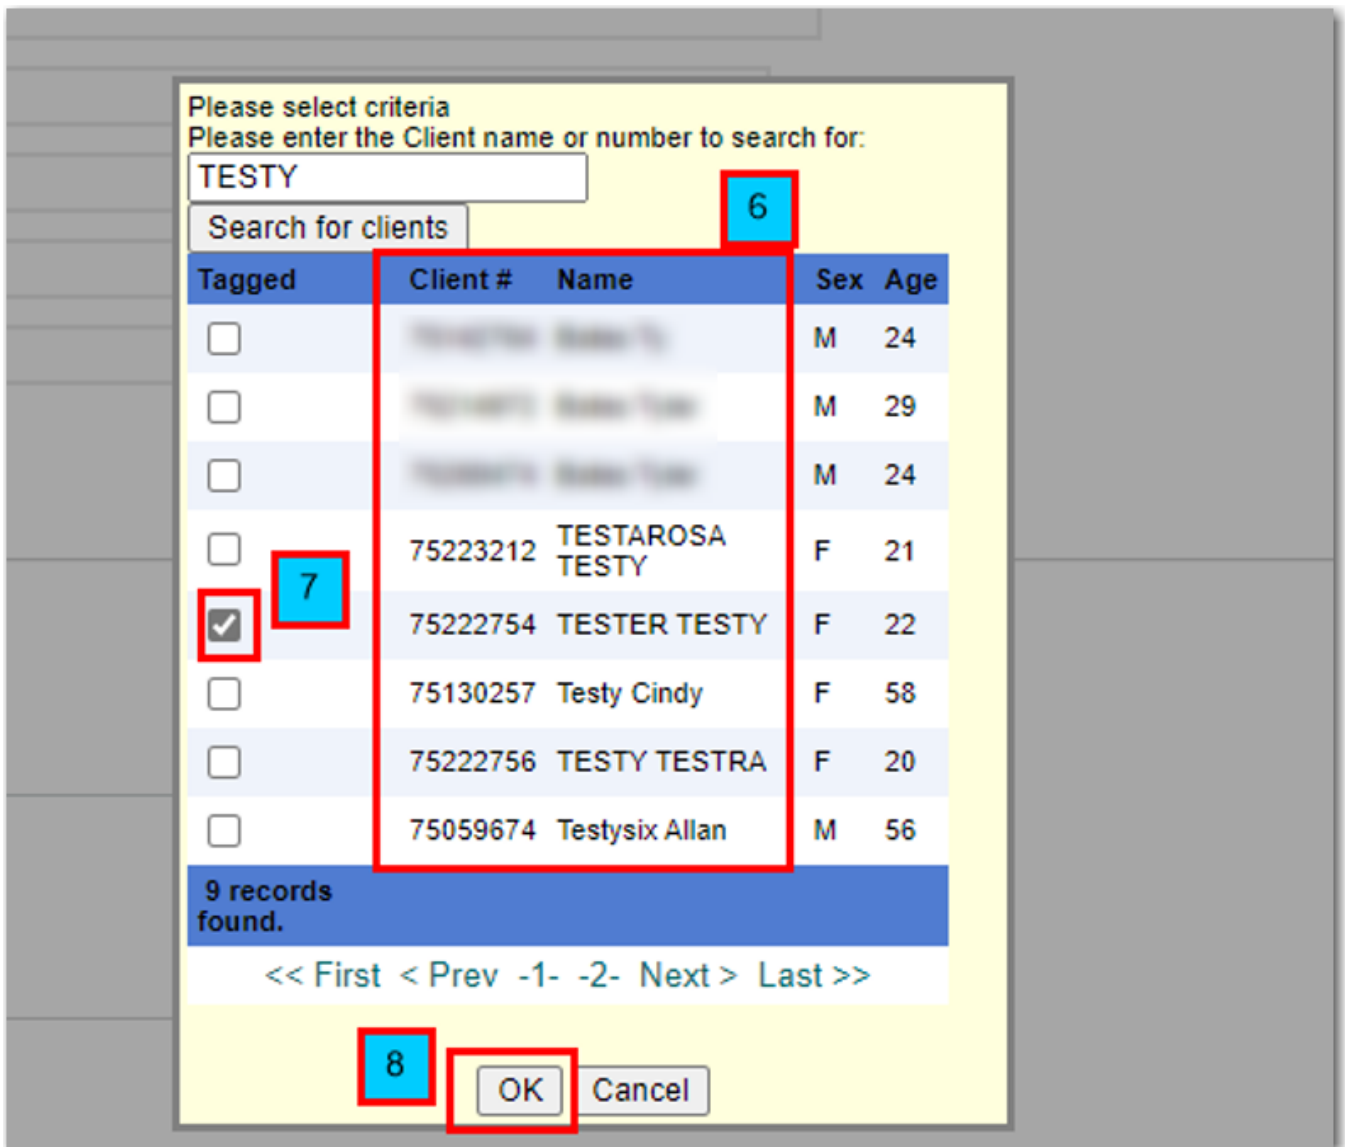 Please select criteria
Please enter the Client name or number to search for:
TESTY
6
Search for clients
Tagged Client # Name Sex Age
M 24
M 29
M 24
75223212 TESTAROSA TESTY F 21
7
75222754 TESTER TESTY F 22
75130257 Testy Cindy F 58
75222756 TESTY TESTRA F 20
75059674 Testysix Allan M 56
9 records
found.
<< First < Prev -1- -2- Next > Last >>
8
OK Cancel